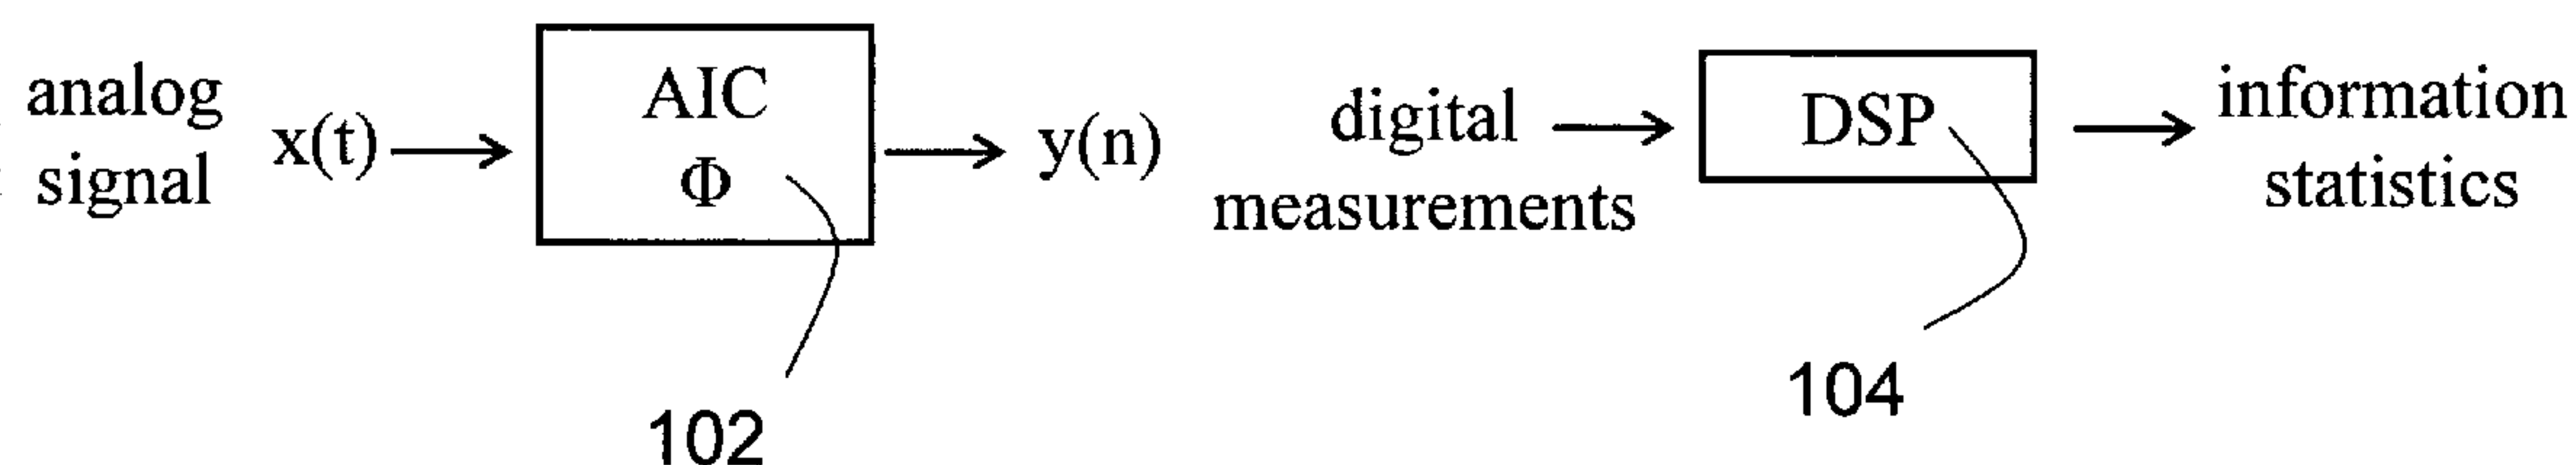 analog
signal
x(t)
AIC
Φ
y(n)
digital
measurements
DSP
information
statistics
102
104